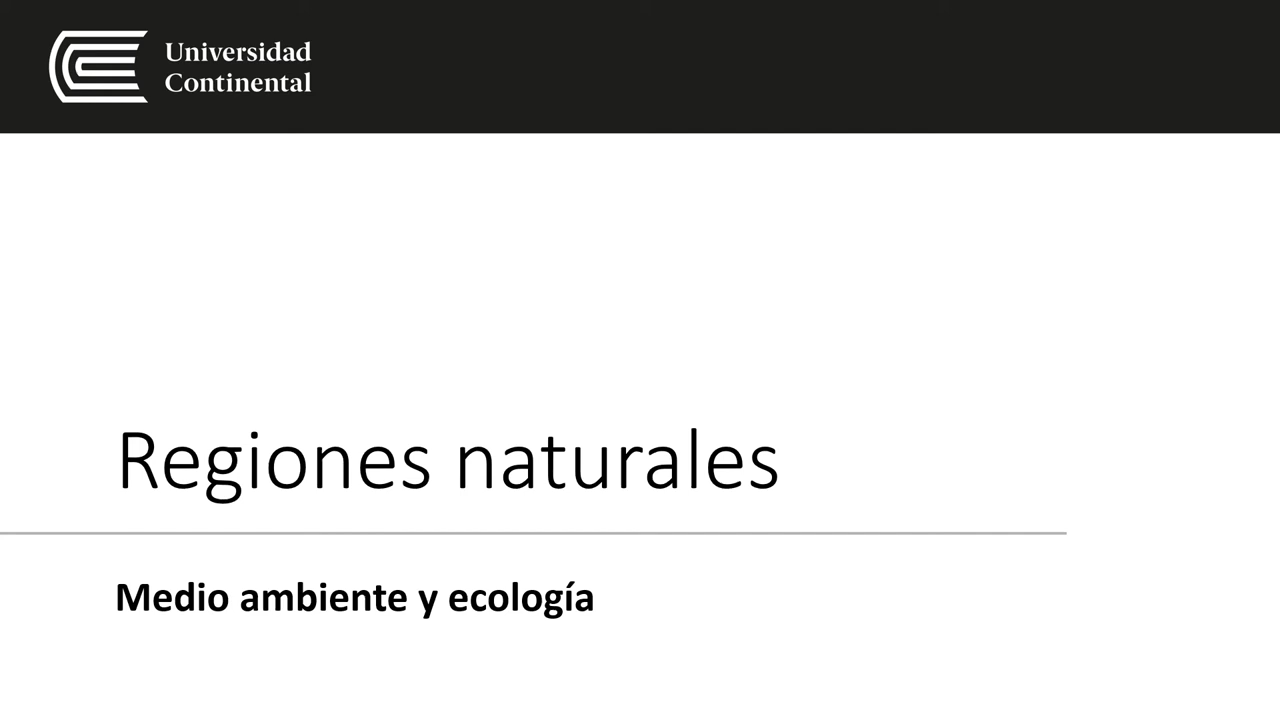 Universidad
Continental
Regiones naturales
Medio ambiente y ecología